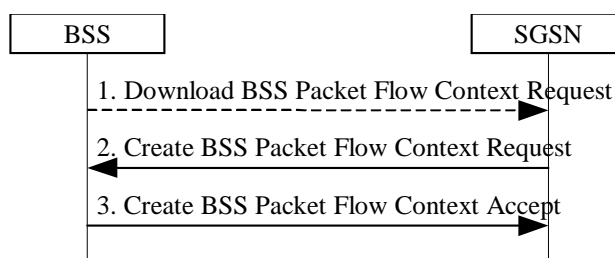 BSS
SGSN
1. Download BSS Packet Flow Context Request
2. Create BSS Packet Flow Context Request
3. Create BSS Packet Flow Context Accept